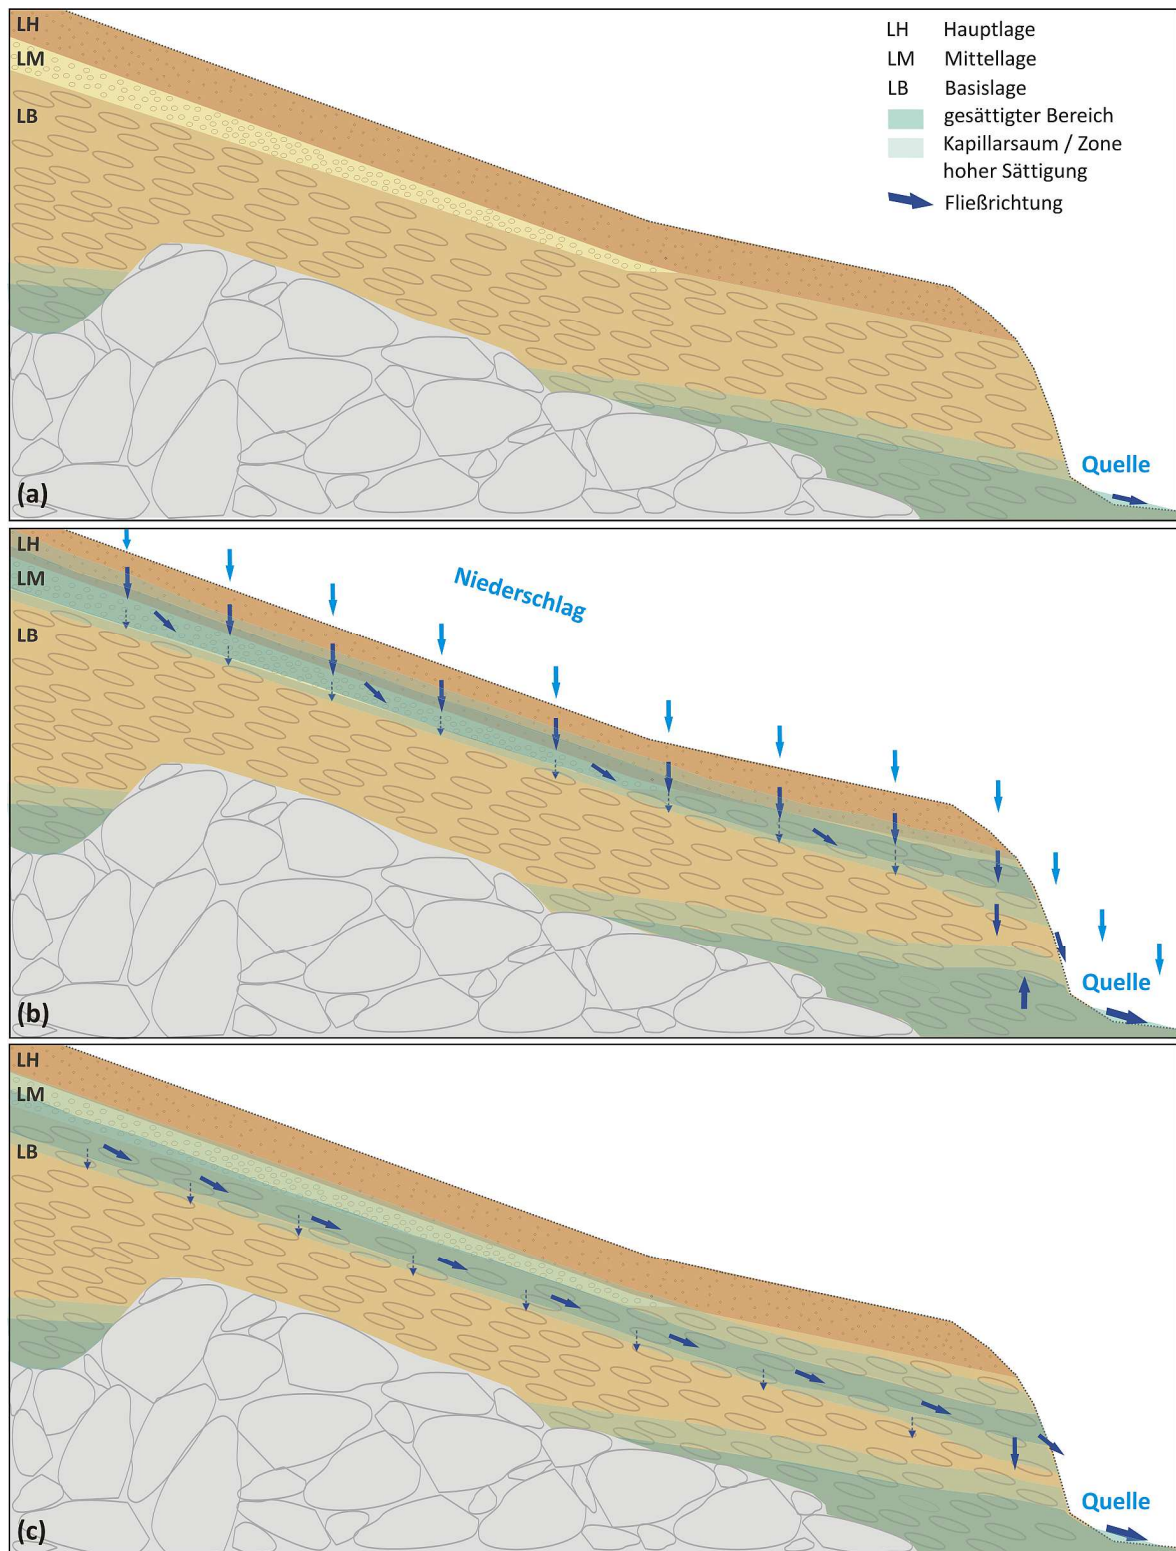 LH
LM
LB
LH Hauptlage
LM Mittellage
LB Basislage
gesättigter Bereich
Kapillarsaum / Zone
hoher Sättigung
Fließrichtung
Quelle
(a)
LH
LM
LB
Niederschlag
Quelle
(b)
LH
LM
LB
Quelle
(c)